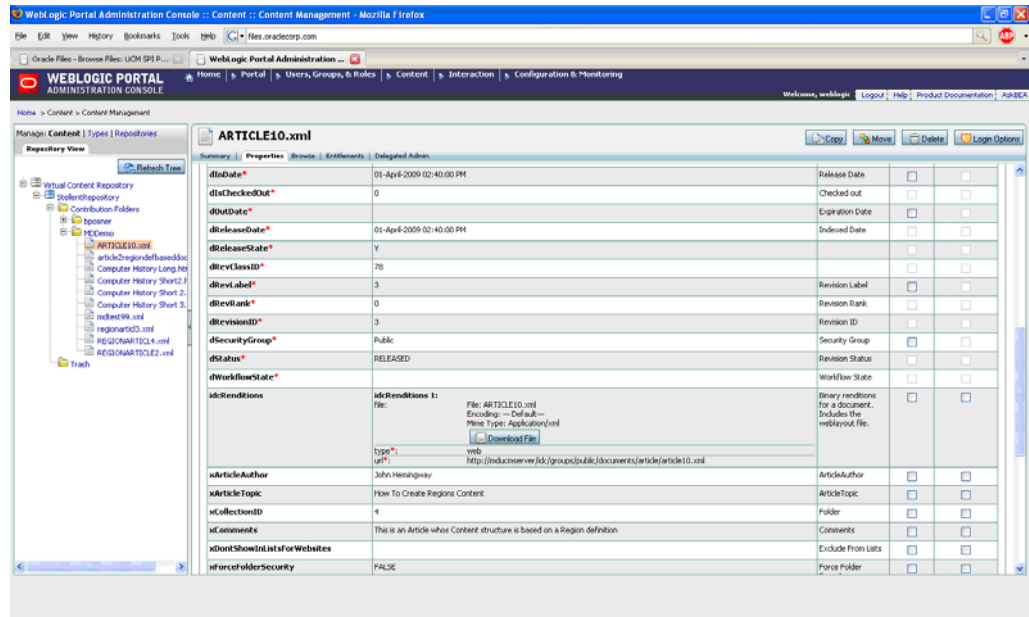 WebLogic Portal Administration Console :: Content :: Content Management - Mozilla Firefox
File Edit View History Bookmarks Tools Help files.oraclecorp.com ABP
Oracle Files - Browse Files: UCM SPI P... WebLogic Portal Administration ...
WEBLOGIC PORTAL
ADMINISTRATION CONSOLE
Home Portal Users, Groups, & Roles Content Interaction Configuration & Monitoring
Welcome, weblogic Logout Help Product Documentation AskBEA
Home > Content > Content Management
Manage: Content | Types | Repositories
Repository View
Refresh Tree
Virtual Content Repository
StellentRepository
Contribution Folders
bposner
MDDemo
ARTICLE10.xml
article2regiondefbaseddoc
Computer History Long.htm
Computer History Short2.h
Computer History Short 2.
Computer History Short 3.
mdtest99.xml
regionarticl3.xml
REGIONARTICL4.xml
REGIONARTICLE2.xml
Trash
ARTICLE10.xml
Copy Move Delete Login Options
Summary | Properties Browse | Entitlements | Delegated Admin
dInDate* 01-April-2009 02:40:00 PM Release Date
dIsCheckedOut* 0 Checked out
dOutDate* Expiration Date
dReleaseDate* 01-April-2009 02:40:00 PM Indexed Date
dReleaseState* Y
dRevClassID* 78
dRevLabel* 3 Revision Label
dRevRank* 0 Revision Rank
dRevisionID* 3 Revision ID
dSecurityGroup* Public Security Group
dStatus* RELEASED Revision Status
dWorkflowState* Workflow State
idcRenditions idcRenditions 1: Binary renditions
file: File: ARTICLE10.xml for a document.
Encoding: -- Default-- Includes the
Mime Type: Application/xml weblayout file.
Download File
type*: web
url*: http://mducmserver/idc/groups/public/documents/article/article10.xml
xArticleAuthor John Hemingway ArticleAuthor
xArticleTopic How To Create Regions Content ArticleTopic
xCollectionID 4 Folder
xComments This is an Article whos Content structure is based on a Region definition Comments
xDontShowInListsForWebsites Exclude From Lists
xForceFolderSecurity FALSE Force Folder